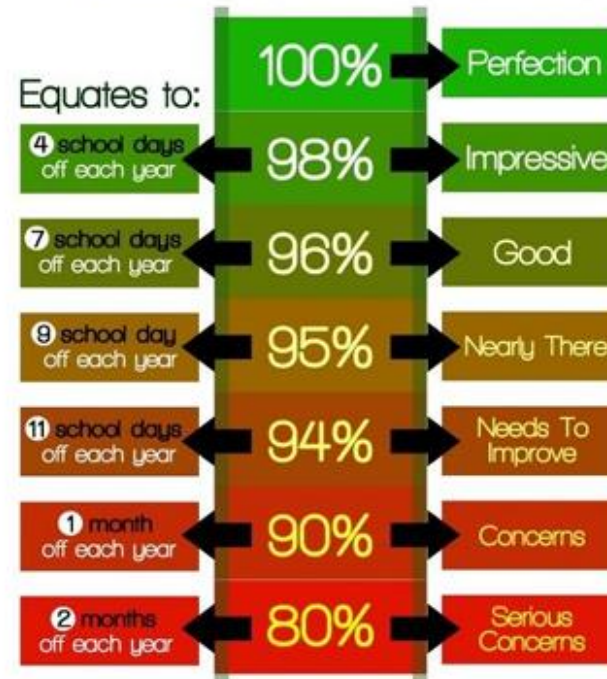 100%
Perfection
Equates to:
4 school days
off each year
98%
Impressive
7 school days
off each year
96%
Good
9 school day
off each year
95%
Nearly There
11 school days
off each year
94%
Needs To
Improve
1 month
off each year
90%
Concerns
2 months
off each year
80%
Serious
Concerns